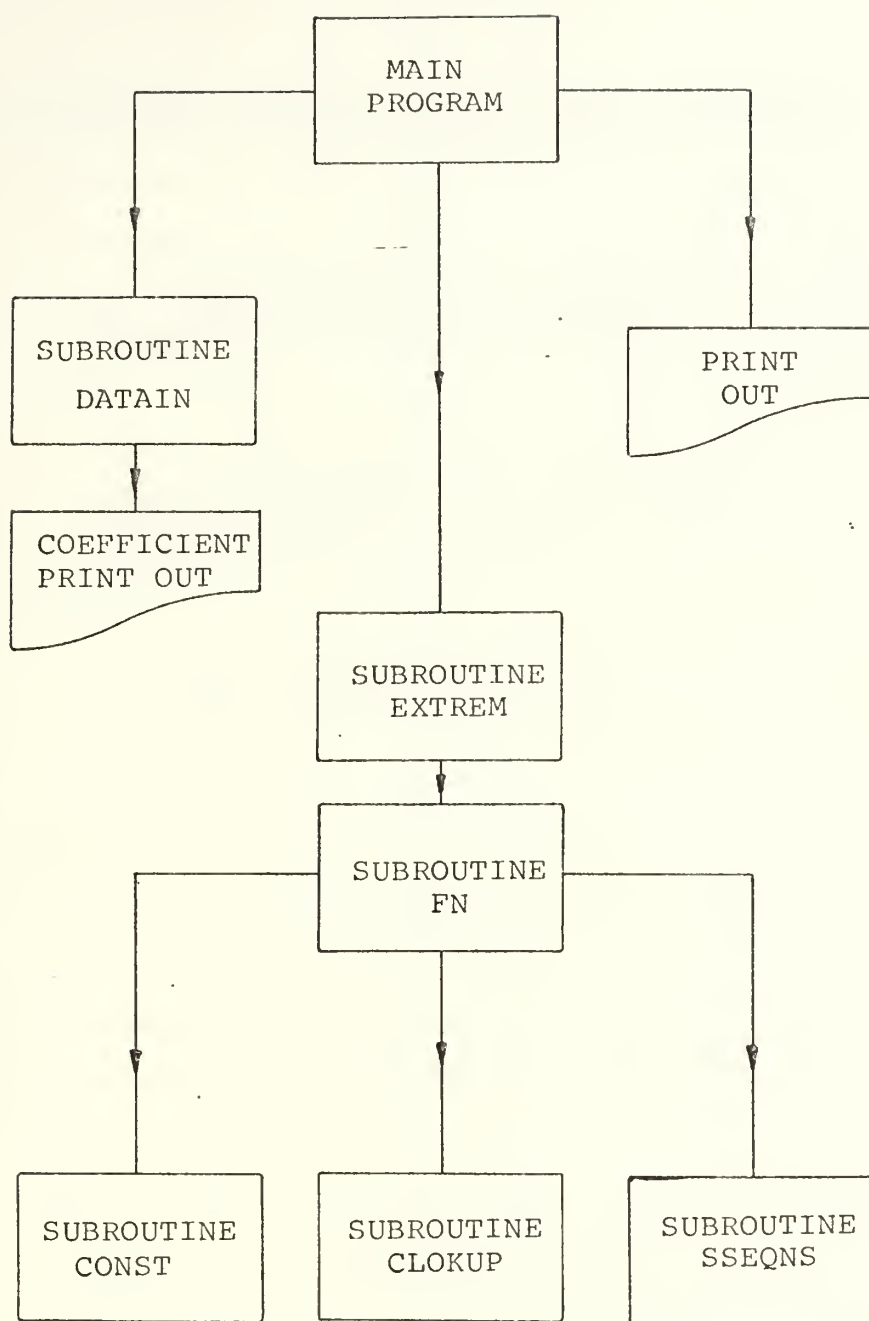 MAIN
PROGRAM
SUBROUTINE
DATAIN
PRINT
OUT
COEFFICIENT
PRINT OUT
SUBROUTINE
EXTREM
SUBROUTINE
FN
SUBROUTINE
CONST
SUBROUTINE
CLOKUP
SUBROUTINE
SSEQNS